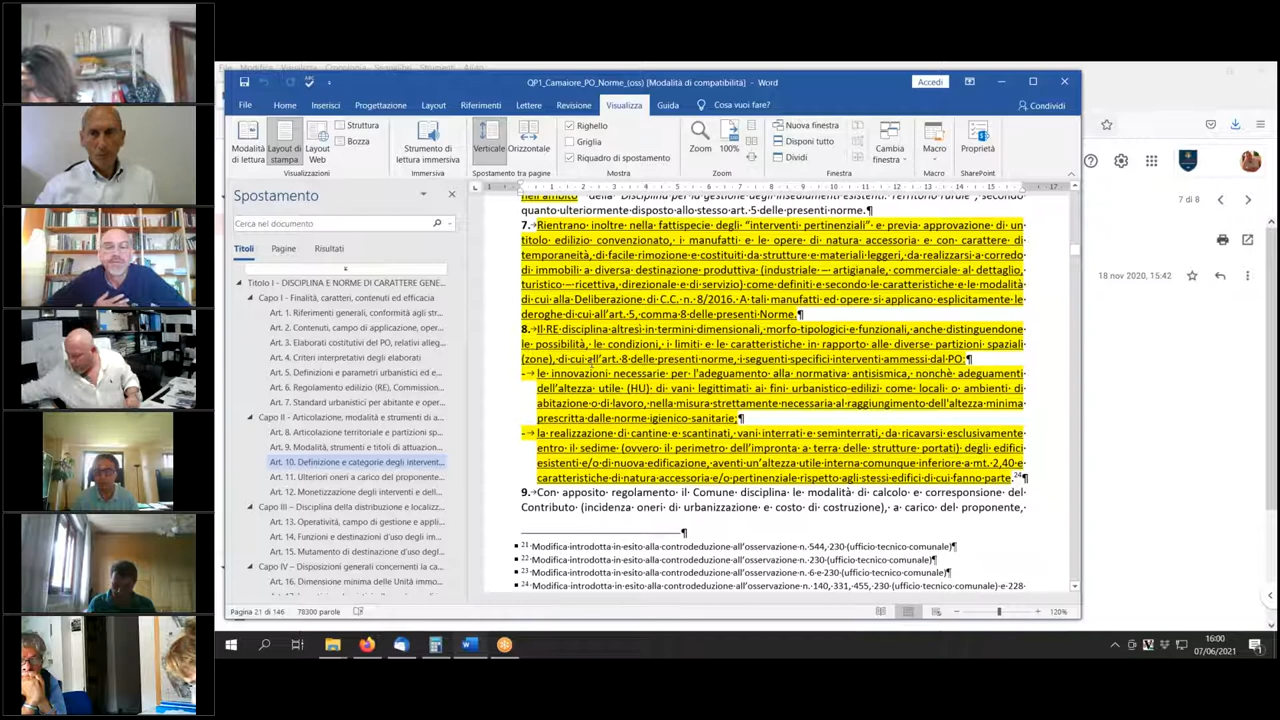 QP1_Camaiore_PO_Norme_(oss) [Modalità di compatibilità] - Word
Accedi
File Home Inserisci Progettazione Layout Riferimenti Lettere Revisione Visualizza Guida Cosa vuoi fare? Condividi
Modalità di lettura
Layout di stampa
Layout Web
Struttura
Bozza
Visualizzazioni
Strumento di lettura immersiva
Immersiva
Verticale
Orizzontale
Spostamento tra pagine
Righello
Griglia
Riquadro di spostamento
Mostra
Zoom
100%
Zoom
Nuova finestra
Disponi tutto
Dividi
Cambia finestra
Finestra
Macro
Macro
Proprietà
SharePoint
Spostamento
Cerca nel documento
Titoli Pagine Risultati
Titolo I - DISCIPLINA E NORME DI CARATTERE GENE...
Capo I - Finalità, caratteri, contenuti ed efficacia
Art. 1. Riferimenti generali, conformità agli str...
Art. 2. Contenuti, campo di applicazione, oper...
Art. 3. Elaborati costitutivi del PO, relativi alleg...
Art. 4. Criteri interpretativi degli elaborati
Art. 5. Definizioni e parametri urbanistici ed e...
Art. 6. Regolamento edilizio (RE), Commission...
Art. 7. Standard urbanistici per abitante e oper...
Capo II - Articolazione, modalità e strumenti di a...
Art. 8. Articolazione territoriale e partizioni sp...
Art. 9. Modalità, strumenti e titoli di attuazion...
Art. 10. Definizione e categorie degli intervent...
Art. 11. Ulteriori oneri a carico del proponente...
Art. 12. Monetizzazione degli interventi e dell...
Capo III – Disciplina della distribuzione e localizz...
Art. 13. Operatività, campo di gestione e appli...
Art. 14. Funzioni e destinazioni d'uso degli im...
Art. 15. Mutamento di destinazione d'uso degl...
Capo IV – Disposizioni generali concernenti la ca...
Art. 16. Dimensione minima delle Unità immo...
nell'ambito della "Disciplina per la gestione degli insediamenti esistenti. Territorio rurale", secondo
quanto ulteriormente disposto allo stesso art. 5 delle presenti norme.¶
7. Rientrano inoltre nella fattispecie degli "interventi pertinenziali" e previa approvazione di un
titolo edilizio convenzionato, i manufatti e le opere di natura accessoria e con carattere di
temporaneità, di facile rimozione e costituiti da strutture e materiali leggeri, da realizzarsi a corredo
di immobili a diversa destinazione produttiva (industriale – artigianale, commerciale al dettaglio,
turistico – ricettiva, direzionale e di servizio) come definiti e secondo le caratteristiche e le modalità
di cui alla Deliberazione di C.C. n. 8/2016. A tali manufatti ed opere si applicano esplicitamente le
deroghe di cui all'art. 5, comma 8 delle presenti Norme.¶
8. Il RE disciplina altresì in termini dimensionali, morfo tipologici e funzionali, anche distinguendone
le possibilità, le condizioni, i limiti e le caratteristiche in rapporto alle diverse partizioni spaziali
(zone), di cui all'art. 8 delle presenti norme, i seguenti specifici interventi ammessi dal PO:¶
- le innovazioni necessarie per l'adeguamento alla normativa antisismica, nonchè adeguamenti
dell'altezza utile (HU) di vani legittimati ai fini urbanistico-edilizi come locali o ambienti di
abitazione o di lavoro, nella misura strettamente necessaria al raggiungimento dell'altezza minima
prescritta dalle norme igienico-sanitarie;¶
- la realizzazione di cantine e scantinati, vani interrati e seminterrati, da ricavarsi esclusivamente
entro il sedime (ovvero il perimetro dell'impronta a terra delle strutture portati) degli edifici
esistenti e/o di nuova edificazione, aventi un'altezza utile interna comunque inferiore a mt. 2,40 e
caratteristiche di natura accessoria e/o pertinenziale rispetto agli stessi edifici di cui fanno parte.24¶
9. Con apposito regolamento il Comune disciplina le modalità di calcolo e corresponsione del
Contributo (incidenza oneri di urbanizzazione e costo di costruzione), a carico del proponente,
21 Modifica introdotta in esito alla controdeduzione all'osservazione n. 544, 230 (ufficio tecnico comunale)¶
22 Modifica introdotta in esito alla controdeduzione all'osservazione n. 230 (ufficio tecnico comunale)¶
23 Modifica introdotta in esito alla controdeduzione all'osservazione n. 6 e 230 (ufficio tecnico comunale)¶
24 Modifica introdotta in esito alla controdeduzione all'osservazione n. 140, 331, 455, 230 (ufficio tecnico comunale) e 228
Pagina 21 di 146 78300 parole 120%
7 di 8
18 nov 2020, 15:42
16:00
07/06/2021